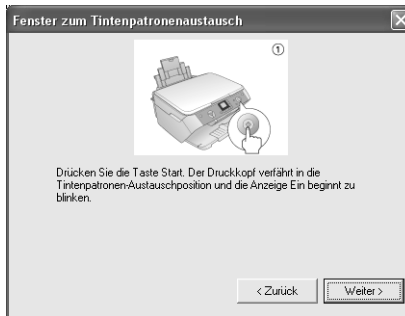 Fenster zum Tintenpatronenaustausch
1
Drücken Sie die Taste Start. Der Druckkopf verfährt in die
Tintenpatronen-Austauschposition und die Anzeige Ein beginnt zu
blinken.
< Zurück
Weiter >